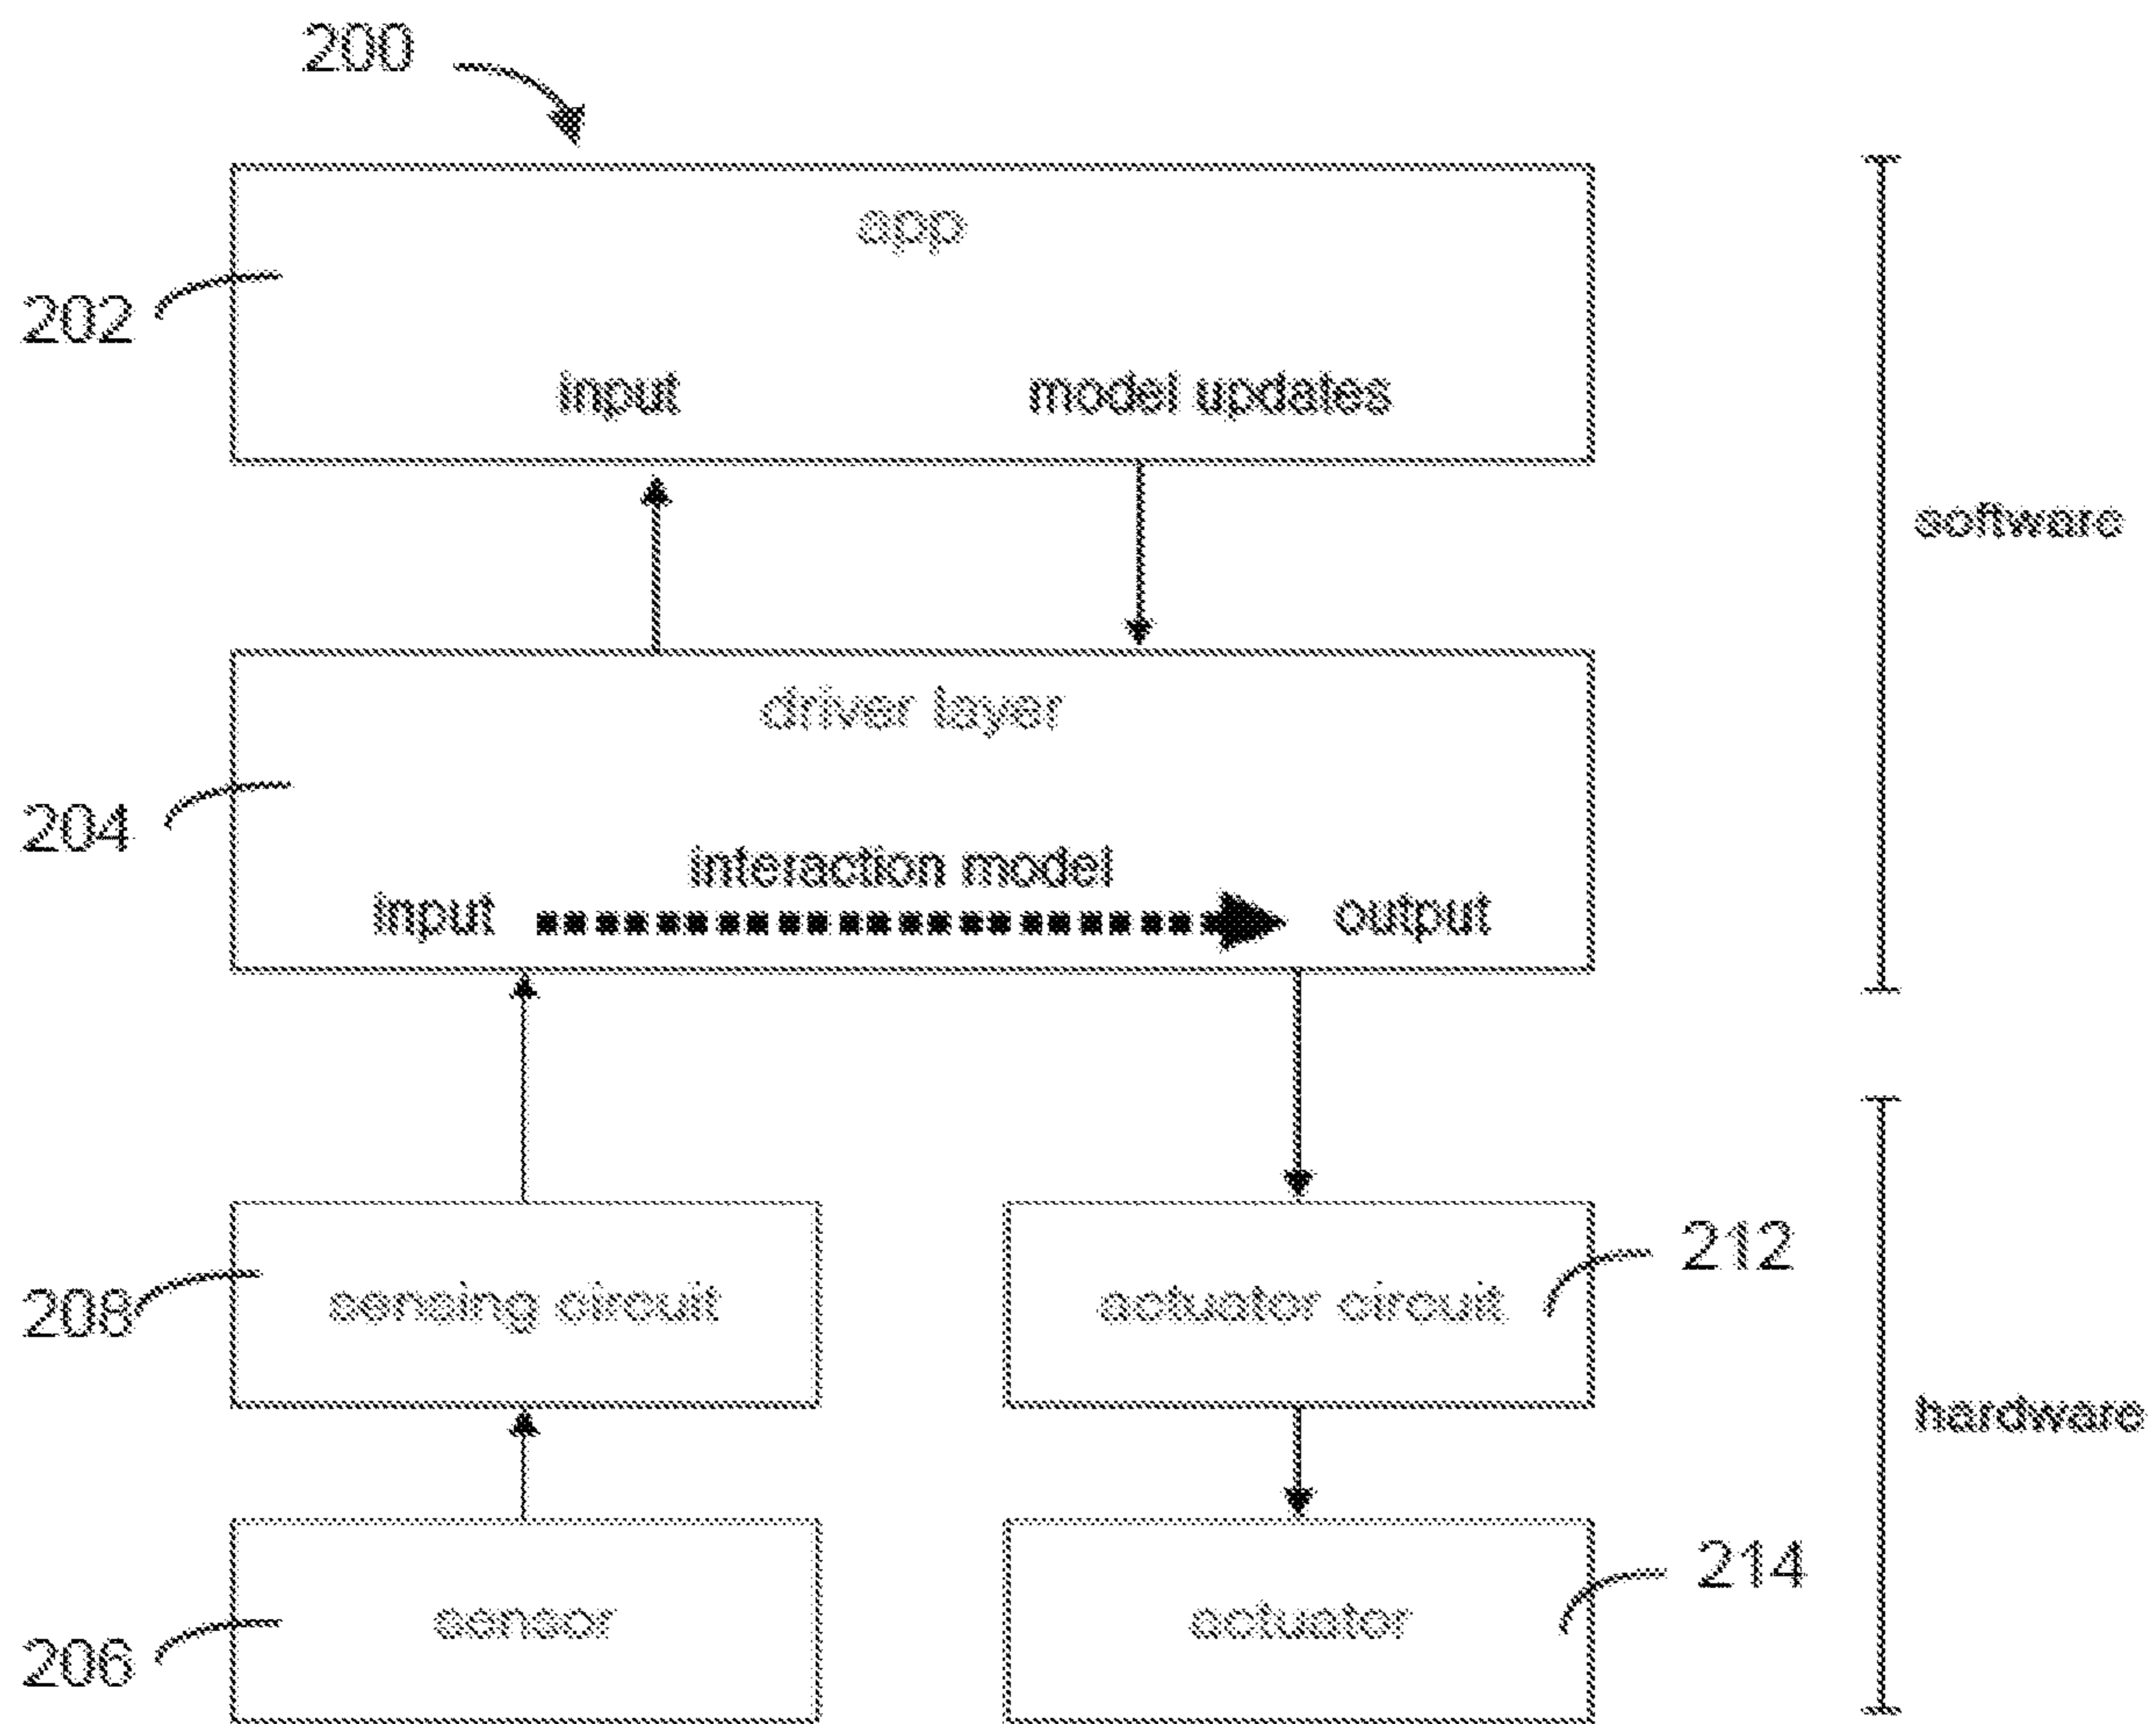 200
app
202
input model updates
software
driver layer
204
interaction model
input output
208
sensing circuit
actuator circuit
212
hardware
206
sensor
actuator
214